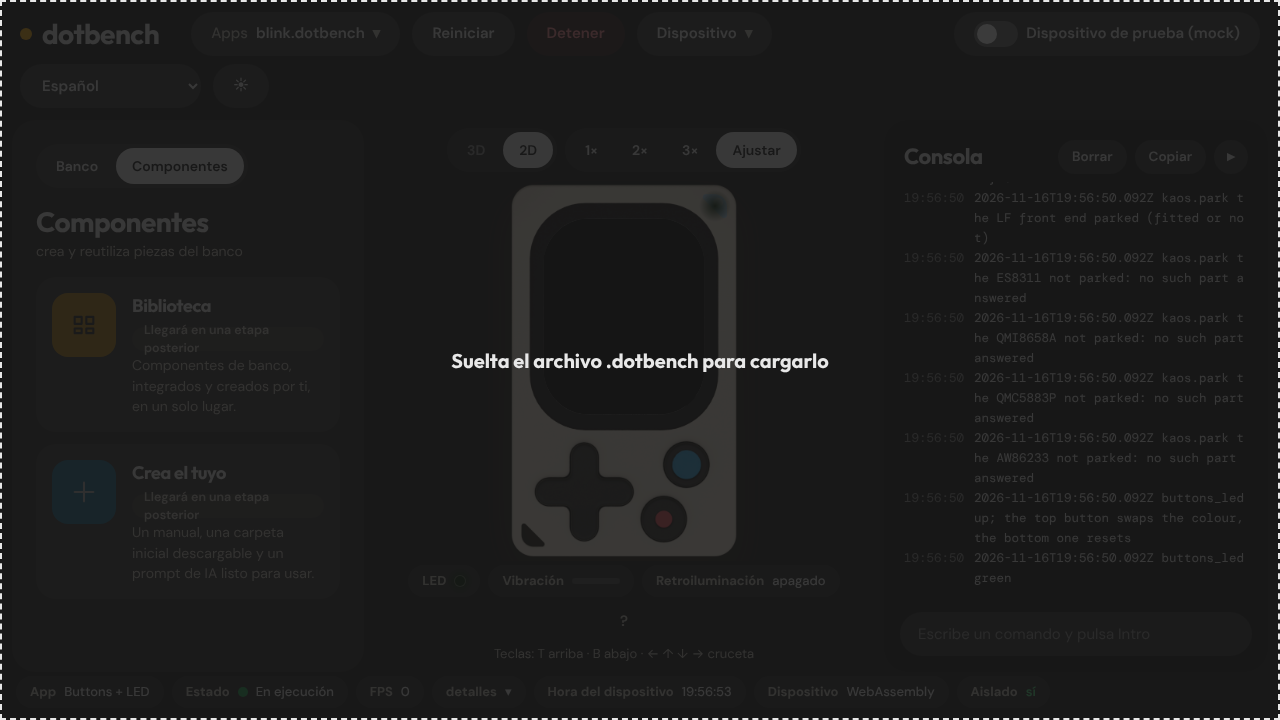 dotbench
Apps blink.dotbench ▾
Reiniciar
Detener
Dispositivo ▾
Dispositivo de prueba (mock)
Español
Banco
Componentes
Componentes
crea y reutiliza piezas del banco
Biblioteca
Llegará en una etapa
posterior
Componentes de banco,
integrados y creados por ti,
en un solo lugar.
Crea el tuyo
Llegará en una etapa
posterior
Un manual, una carpeta
inicial descargable y un
prompt de IA listo para usar.
3D
2D
1×
2×
3×
Ajustar
Suelta el archivo .dotbench para cargarlo
LED
Vibración
Retroiluminación apagado
?
Teclas: T arriba · B abajo · ← ↑ ↓ → cruceta
Consola
Borrar
Copiar
19:56:50 2026-11-16T19:56:50.092Z kaos.park t
he LF front end parked (fitted or no
t)
19:56:50 2026-11-16T19:56:50.092Z kaos.park t
he ES8311 not parked: no such part a
nswered
19:56:50 2026-11-16T19:56:50.092Z kaos.park t
he QMI8658A not parked: no such part
answered
19:56:50 2026-11-16T19:56:50.092Z kaos.park t
he QMC5883P not parked: no such part
answered
19:56:50 2026-11-16T19:56:50.092Z kaos.park t
he AW86233 not parked: no such part
answered
19:56:50 2026-11-16T19:56:50.092Z buttons_led
up; the top button swaps the colour,
the bottom one resets
19:56:50 2026-11-16T19:56:50.092Z buttons_led
green
Escribe un comando y pulsa Intro
App Buttons + LED
Estado En ejecución
FPS 0
detalles ▾
Hora del dispositivo 19:56:53
Dispositivo WebAssembly
Aislado sí